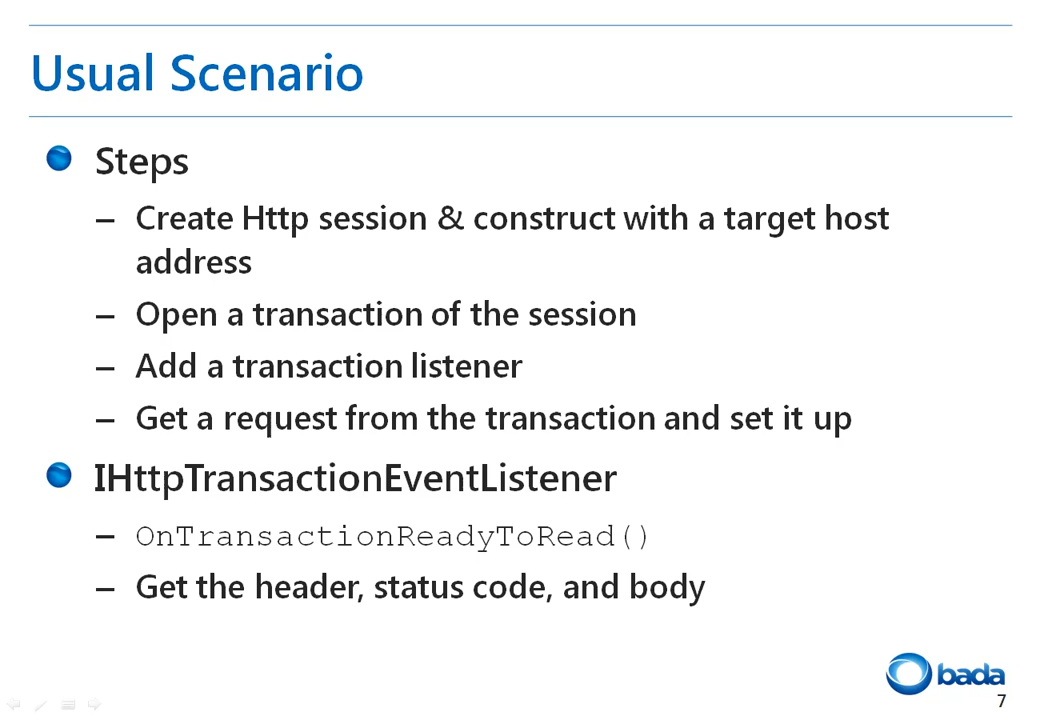 Usual Scenario
Steps
– Create Http session & construct with a target host
address
– Open a transaction of the session
– Add a transaction listener
– Get a request from the transaction and set it up
IHttpTransactionEventListener
– OnTransactionReadyToRead()
– Get the header, status code, and body
bada
7